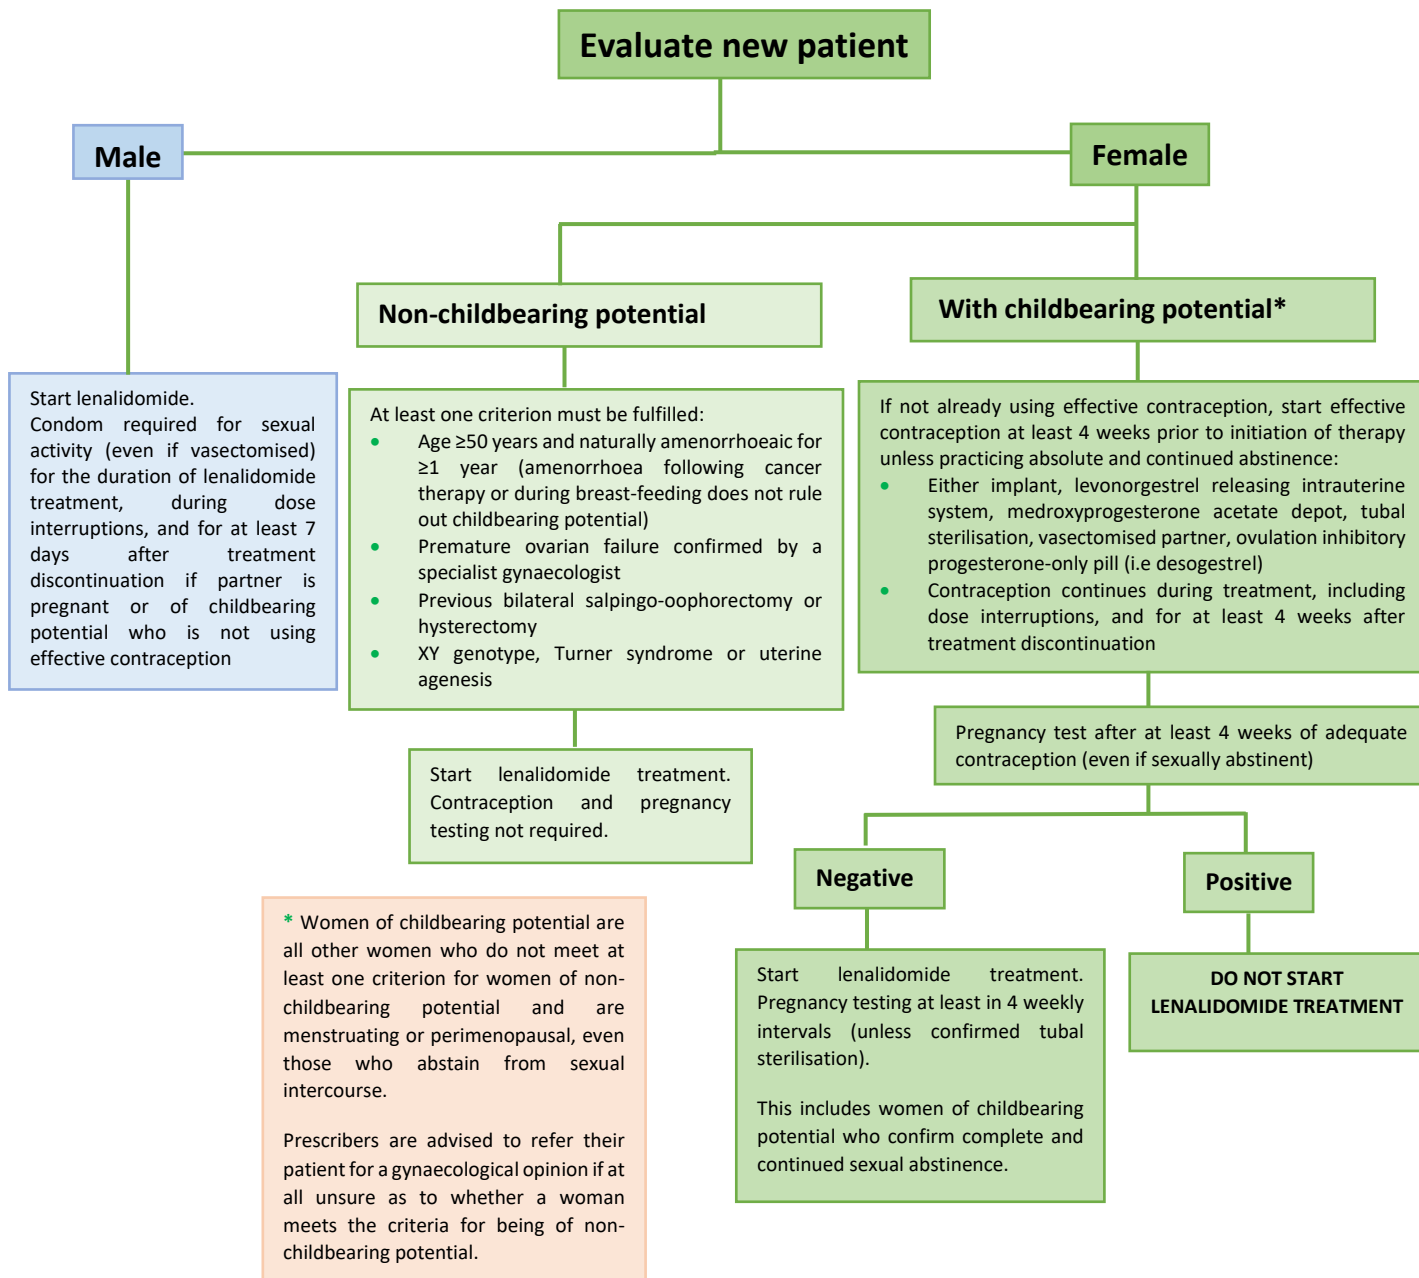 Evaluate new patient
Male
Female
Non-childbearing potential
With childbearing potential*
Start lenalidomide.
Condom required for sexual
activity (even if vasectomised)
for the duration of lenalidomide
treatment, during dose
interruptions, and for at least 7
days after treatment
discontinuation if partner is
pregnant or of childbearing
potential who is not using
effective contraception
At least one criterion must be fulfilled:
• Age ≥50 years and naturally amenorrhoeaic for
≥1 year (amenorrhoea following cancer
therapy or during breast-feeding does not rule
out childbearing potential)
• Premature ovarian failure confirmed by a
specialist gynaecologist
• Previous bilateral salpingo-oophorectomy or
hysterectomy
• XY genotype, Turner syndrome or uterine
agenesis
If not already using effective contraception, start effective
contraception at least 4 weeks prior to initiation of therapy
unless practicing absolute and continued abstinence:
• Either implant, levonorgestrel releasing intrauterine
system, medroxyprogesterone acetate depot, tubal
sterilisation, vasectomised partner, ovulation inhibitory
progesterone-only pill (i.e desogestrel)
• Contraception continues during treatment, including
dose interruptions, and for at least 4 weeks after
treatment discontinuation
Start lenalidomide treatment.
Contraception and pregnancy
testing not required.
Pregnancy test after at least 4 weeks of adequate
contraception (even if sexually abstinent)
Negative
Positive
* Women of childbearing potential are
all other women who do not meet at
least one criterion for women of non-
childbearing potential and are
menstruating or perimenopausal, even
those who abstain from sexual
intercourse.
Prescribers are advised to refer their
patient for a gynaecological opinion if at
all unsure as to whether a woman
meets the criteria for being of non-
childbearing potential.
Start lenalidomide treatment.
Pregnancy testing at least in 4 weekly
intervals (unless confirmed tubal
sterilisation).
This includes women of childbearing
potential who confirm complete and
continued sexual abstinence.
DO NOT START
LENALIDOMIDE TREATMENT